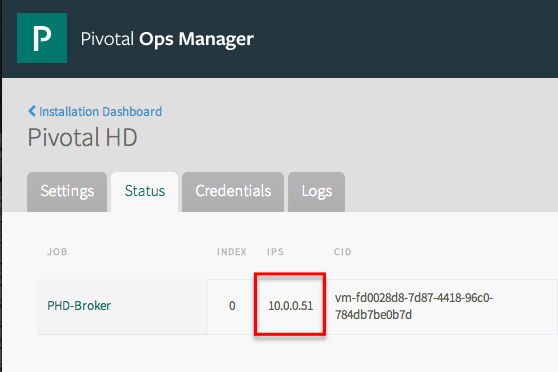 P Pivotal Ops Manager
Installation Dashboard
Pivotal HD
Settings Status Credentials Logs
JOB INDEX IPS CID
PHD-Broker 0 10.0.0.51 vm-fd0028d8-7d87-4418-96c0-
784db7be0b7d